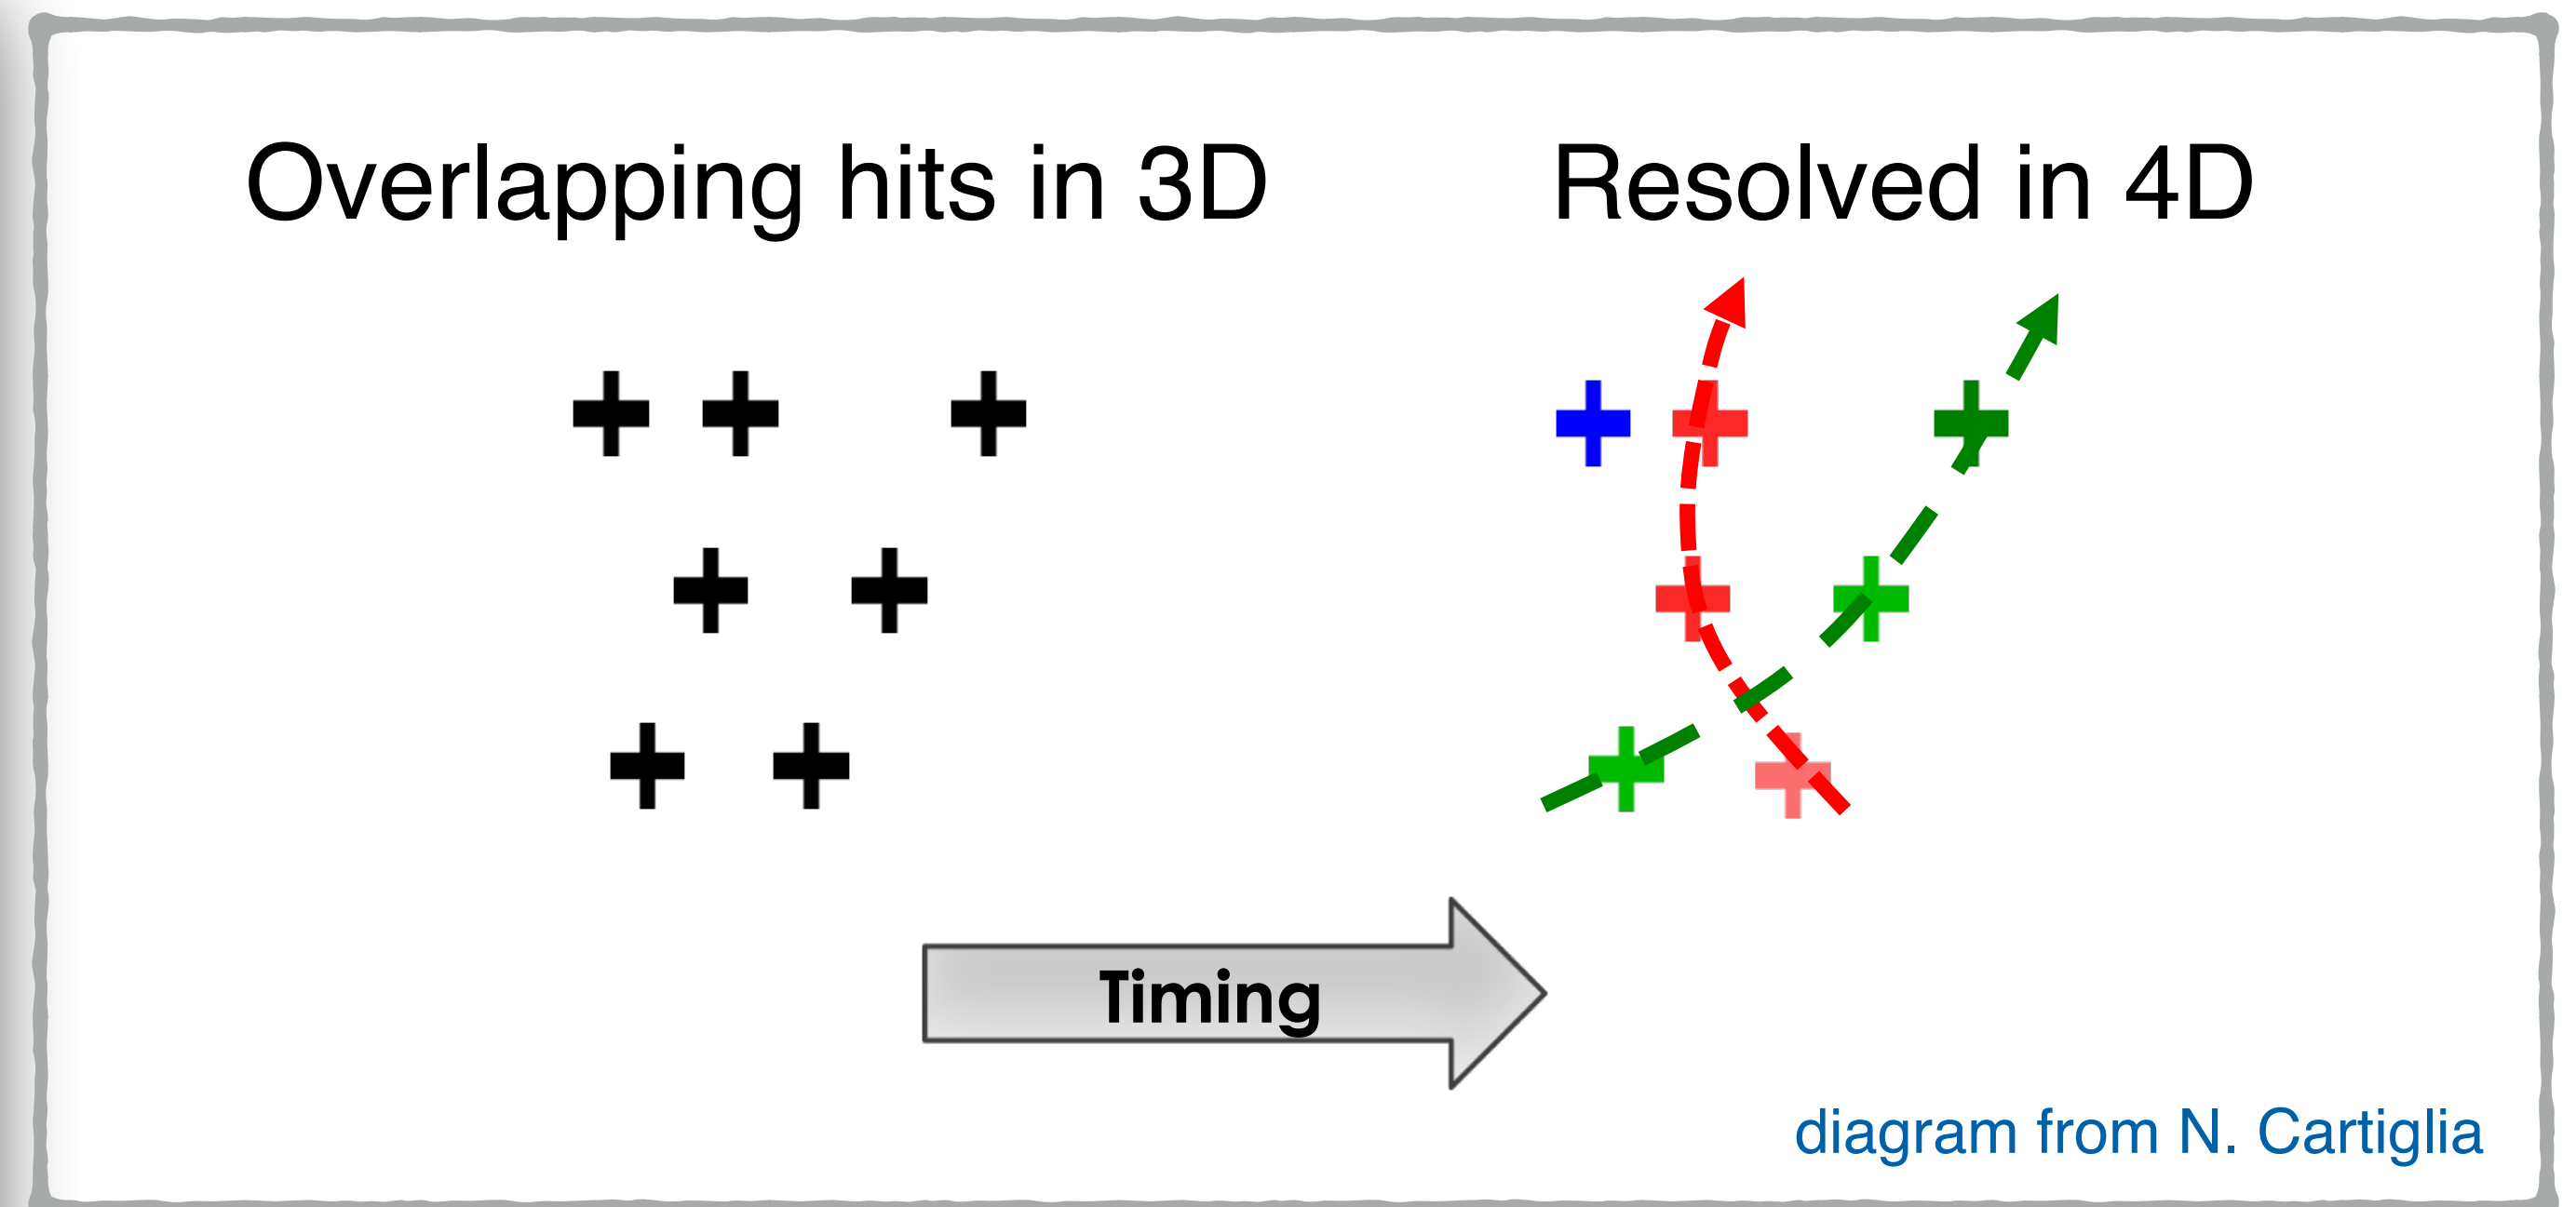 Overlapping hits in 3D
Resolved in 4D
Timing
diagram from N. Cartiglia